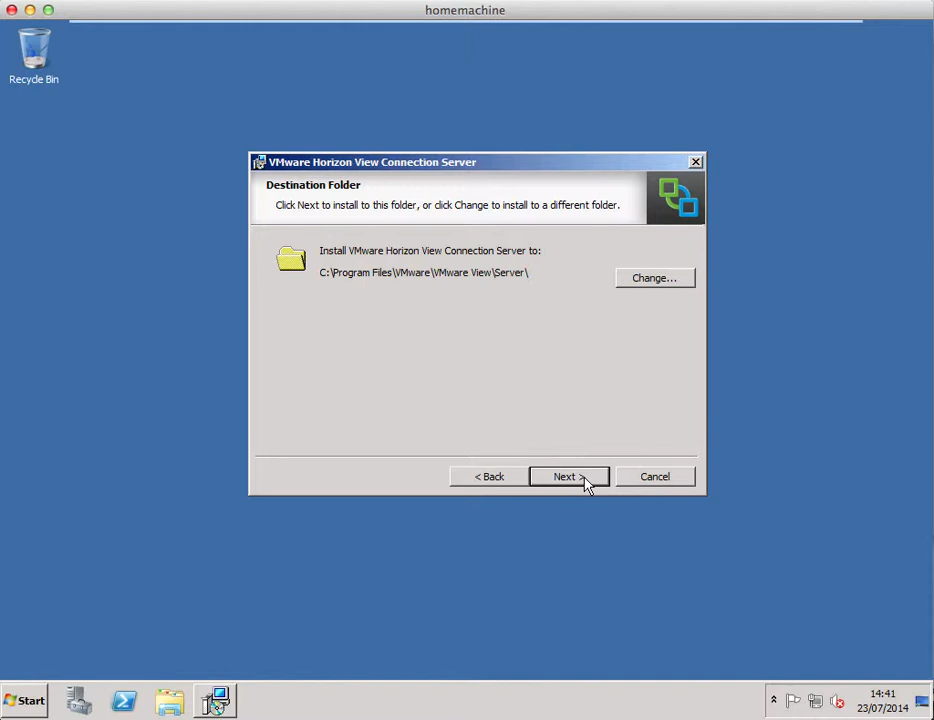 homemachine
Recycle Bin
VMware Horizon View Connection Server
Destination Folder
Click Next to install to this folder, or click Change to install to a different folder.
Install VMware Horizon View Connection Server to:
C:\Program Files\VMware\VMware View\Server\
Change...
< Back
Next >
Cancel
Start
14:41
23/07/2014